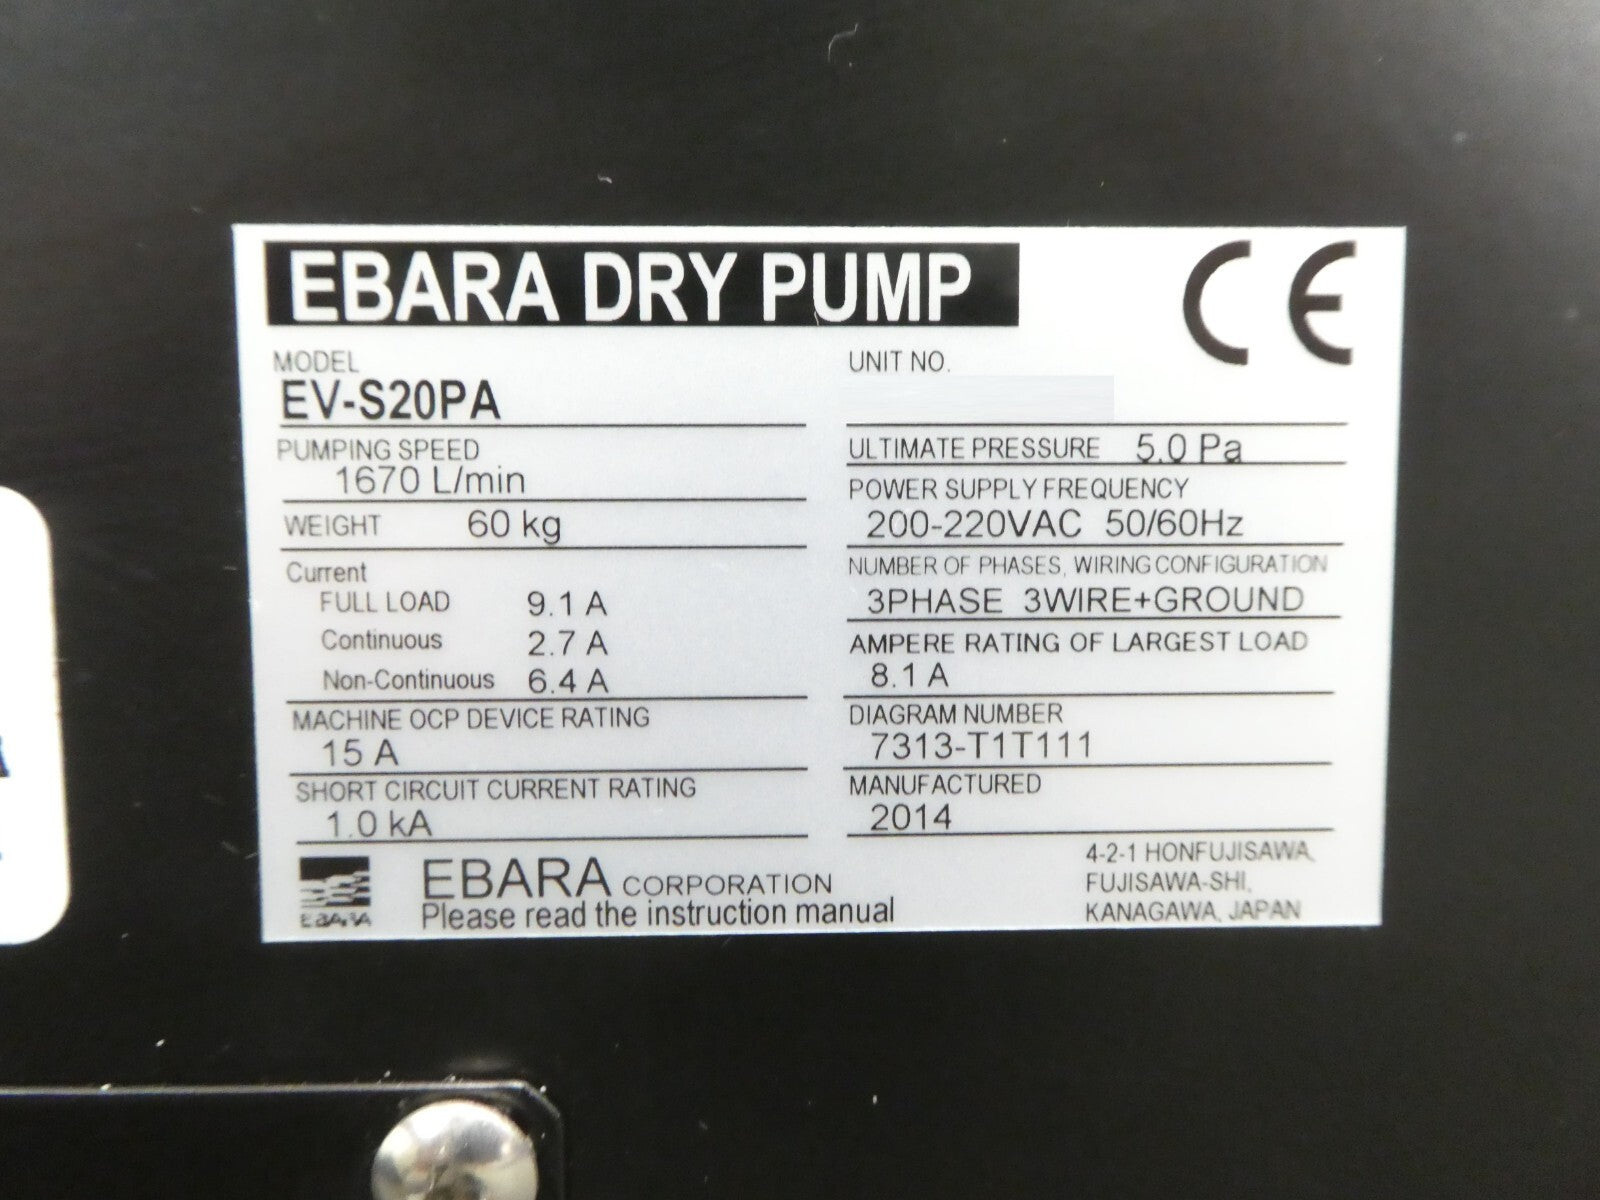 EBARA DRY PUMP
CE
MODEL
EV-S20PA
UNIT NO.
PUMPING SPEED
1670 L/min
ULTIMATE PRESSURE 5.0 Pa
WEIGHT 60 kg
POWER SUPPLY FREQUENCY
200-220VAC 50/60Hz
Current
FULL LOAD 9.1 A
Continuous 2.7 A
Non-Continuous 6.4 A
NUMBER OF PHASES, WIRING CONFIGURATION
3PHASE 3WIRE+GROUND
AMPERE RATING OF LARGEST LOAD
8.1 A
MACHINE OCP DEVICE RATING
15 A
DIAGRAM NUMBER
7313-T1T111
SHORT CIRCUIT CURRENT RATING
1.0 kA
MANUFACTURED
2014
EBARA
EBARA CORPORATION
Please read the instruction manual
4-2-1 HONFUJISAWA,
FUJISAWA-SHI,
KANAGAWA, JAPAN